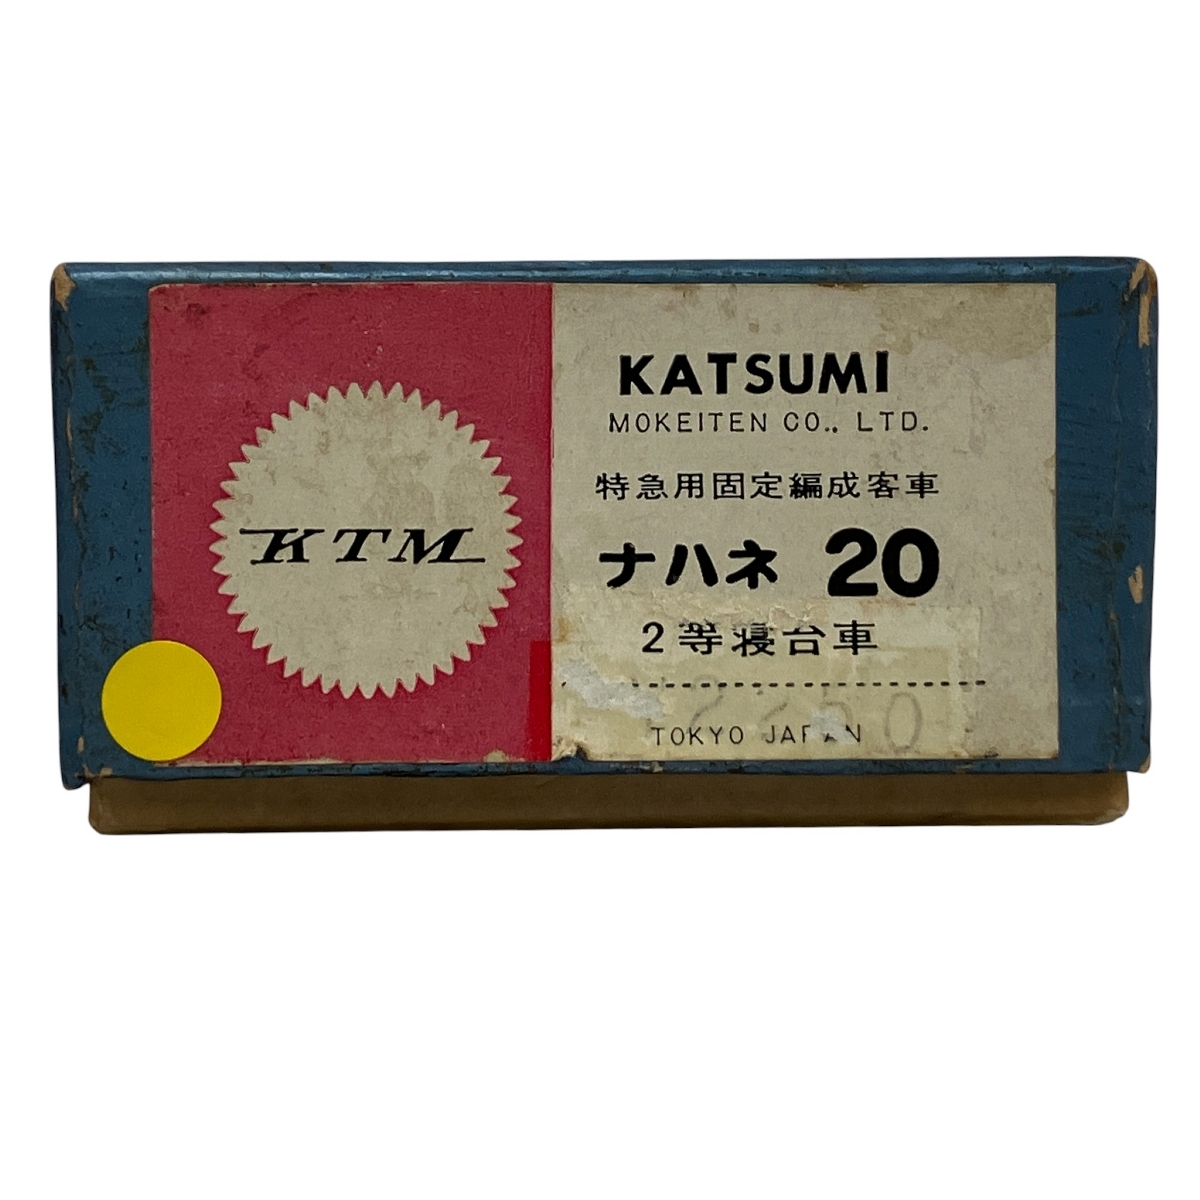 KTM
KATSUMI
MOKEITEN CO., LTD.
特急用固定編成客車
ナハネ 20
2等寝台車
TOKYO JAPAN